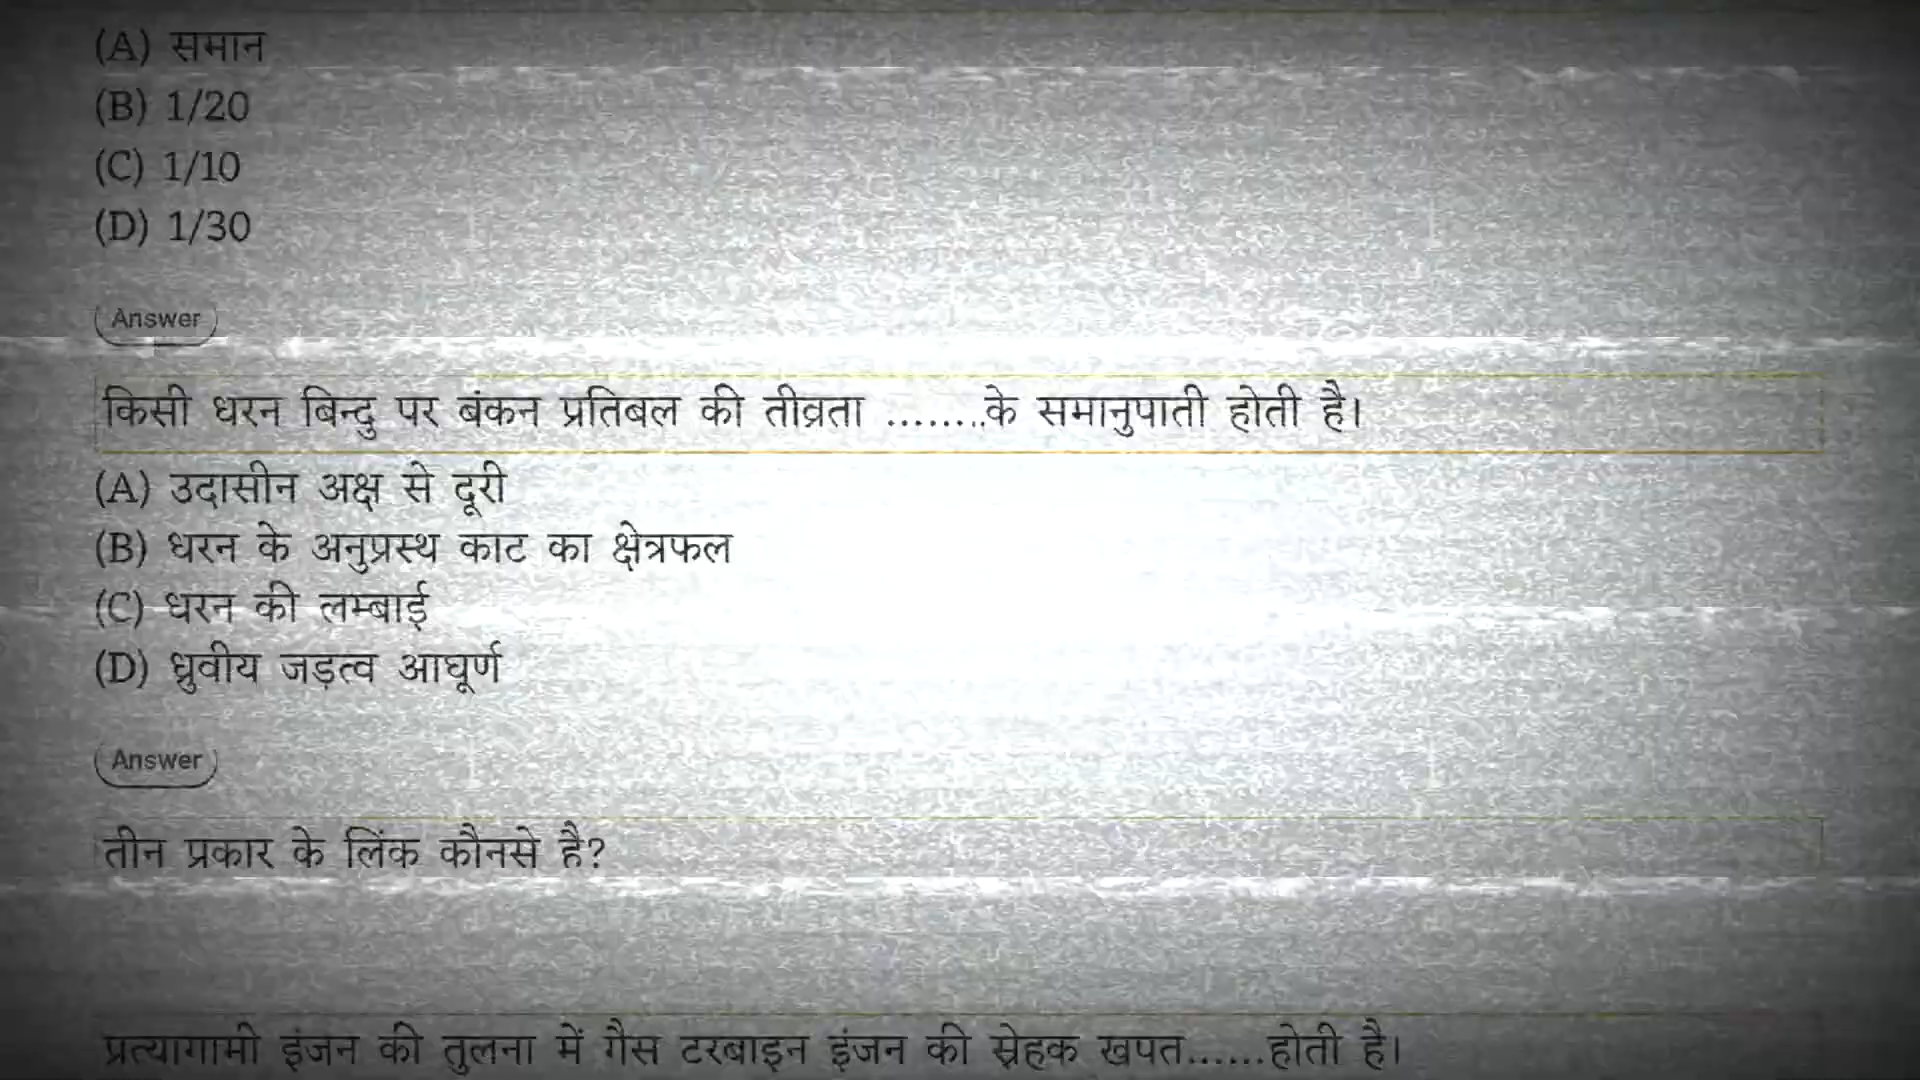 (A) समान
(B) 1/20
(C) 1/10
(D) 1/30
Answer
किसी धरन बिन्दु पर बंकन प्रतिबल की तीव्रता ........के समानुपाती होती है।
(A) उदासीन अक्ष से दूरी
(B) धरन के अनुप्रस्थ काट का क्षेत्रफल
(C) धरन की लम्बाई
(D) ध्रुवीय जड़त्व आघूर्ण
Answer
तीन प्रकार के लिंक कौनसे है?
प्रत्यागामी इंजन की तुलना में गैस टरबाइन इंजन की स्नेहक खपत......होती है।